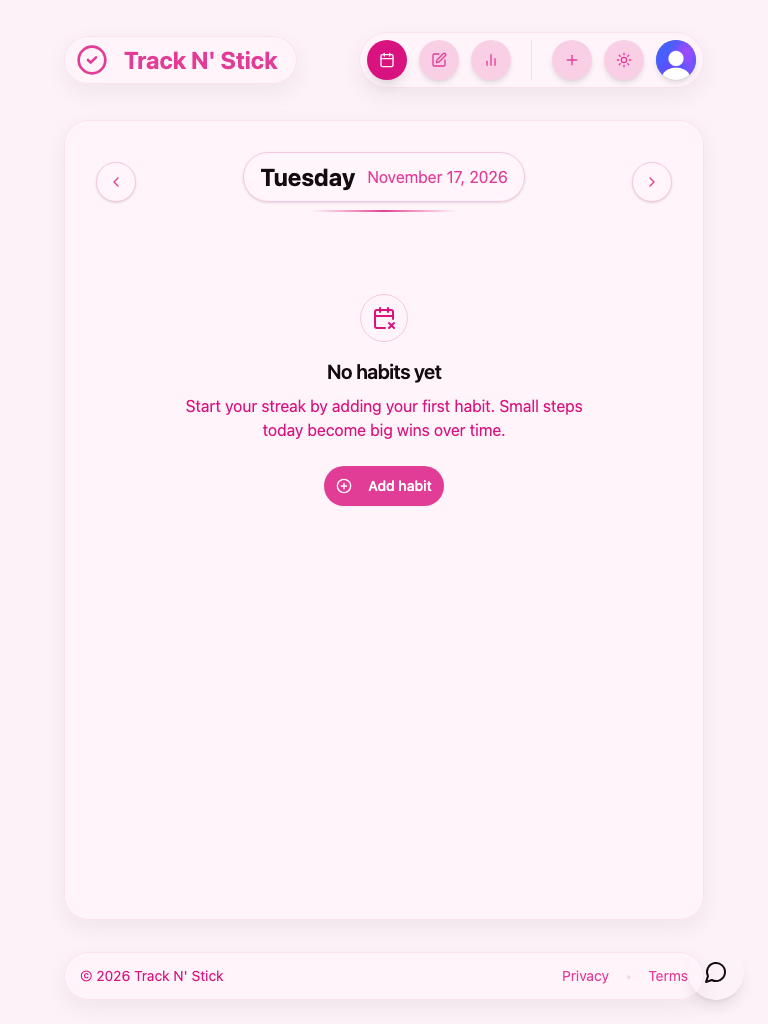 Track N' Stick
Tuesday November 17, 2026
No habits yet
Start your streak by adding your first habit. Small steps
today become big wins over time.
Add habit
© 2026 Track N' Stick
Privacy • Terms